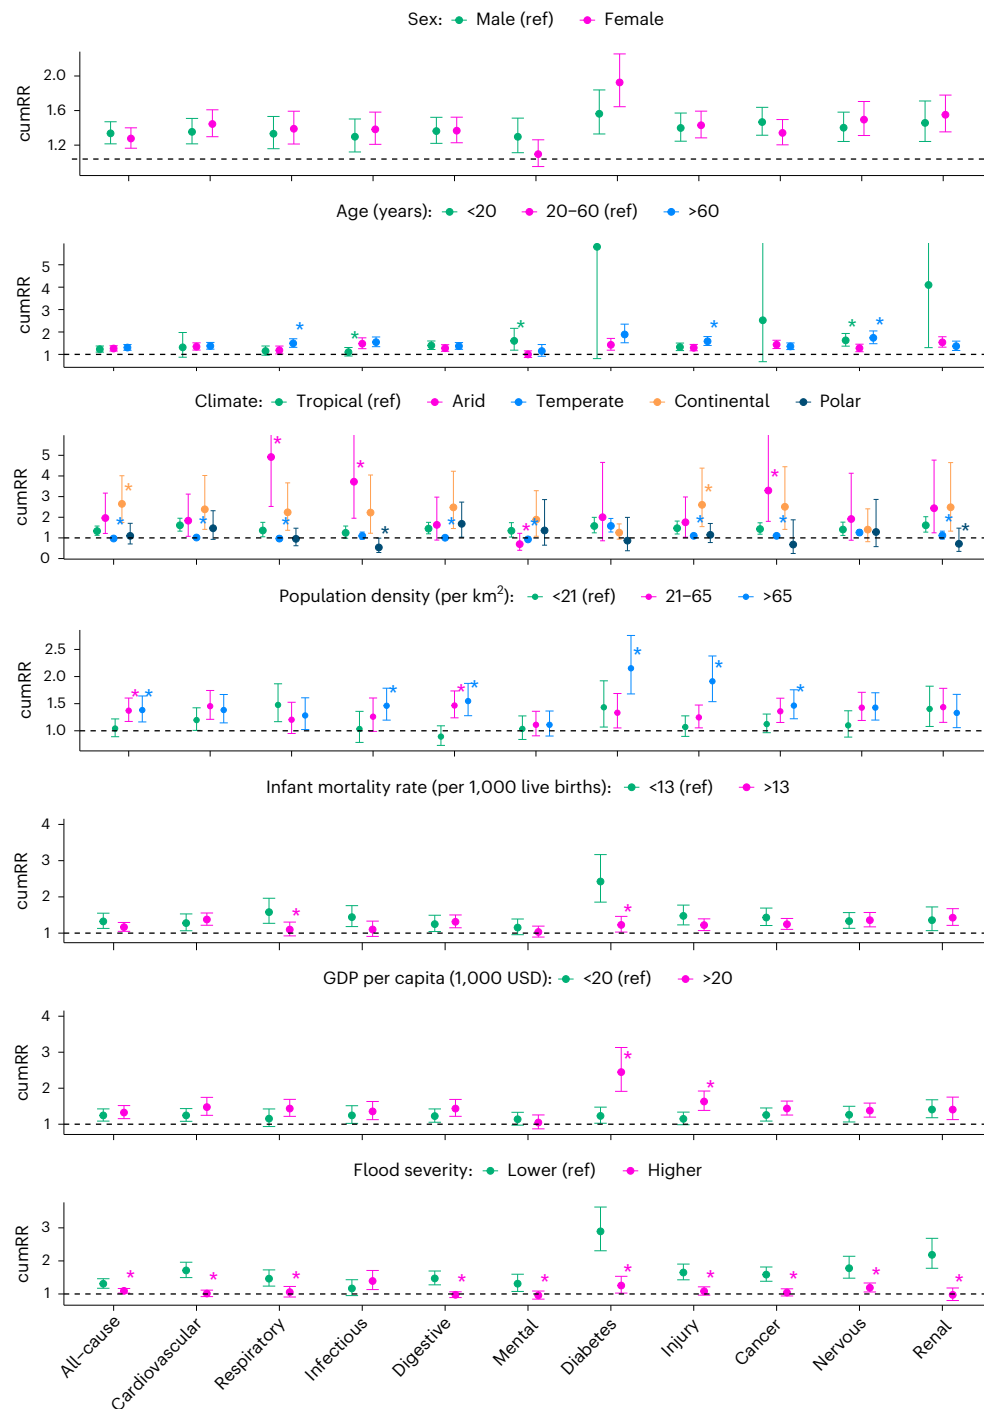 Sex: Male (ref) Female
cumRR
2.0
1.6
1.2
Age (years): <20 20–60 (ref) >60
cumRR
5
4
3
2
1
* * * * * *
Climate: Tropical (ref) Arid Temperate Continental Polar
cumRR
5
4
3
2
1
0
* * * * * * * * * * * * * * * * *
Population density (per km²): <21 (ref) 21–65 >65
cumRR
2.5
2.0
1.5
1.0
* * * * * * * *
Infant mortality rate (per 1,000 live births): <13 (ref) >13
cumRR
4
3
2
1
* *
GDP per capita (1,000 USD): <20 (ref) >20
cumRR
4
3
2
1
* *
Flood severity: Lower (ref) Higher
cumRR
3
2
1
* * * * * * * * * *
All-cause
Cardiovascular
Respiratory
Infectious
Digestive
Mental
Diabetes
Injury
Cancer
Nervous
Renal